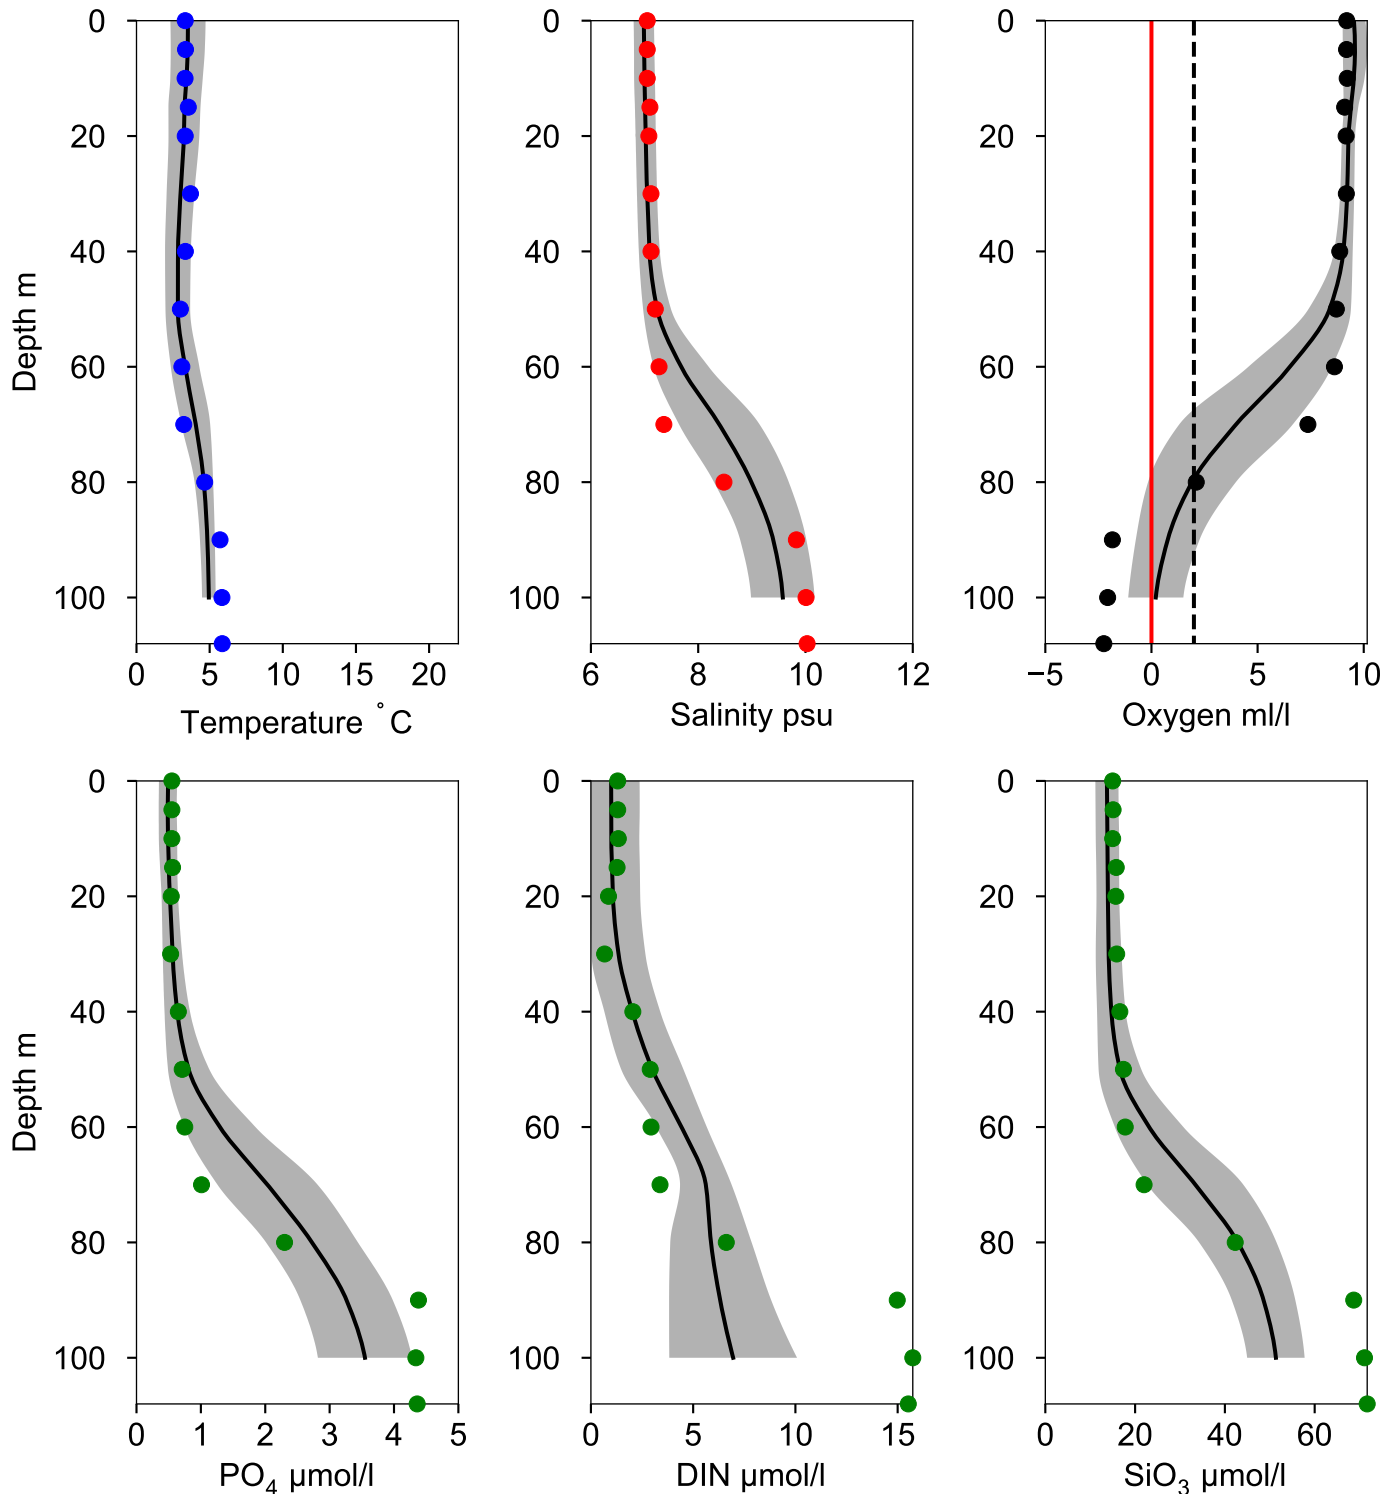 0 0 0
20 20 20
40 40 40
Depth m
60 60 60
80 80 80
100 100 100
0 5 10 15 20 6 8 10 12 −5 0 5 10
Temperature ˚C Salinity psu Oxygen ml/l
0 0 0
20 20 20
40 40 40
Depth m
60 60 60
80 80 80
100 100 100
0 1 2 3 4 5 0 5 10 15 0 20 40 60
PO₄ µmol/l DIN µmol/l SiO₃ µmol/l